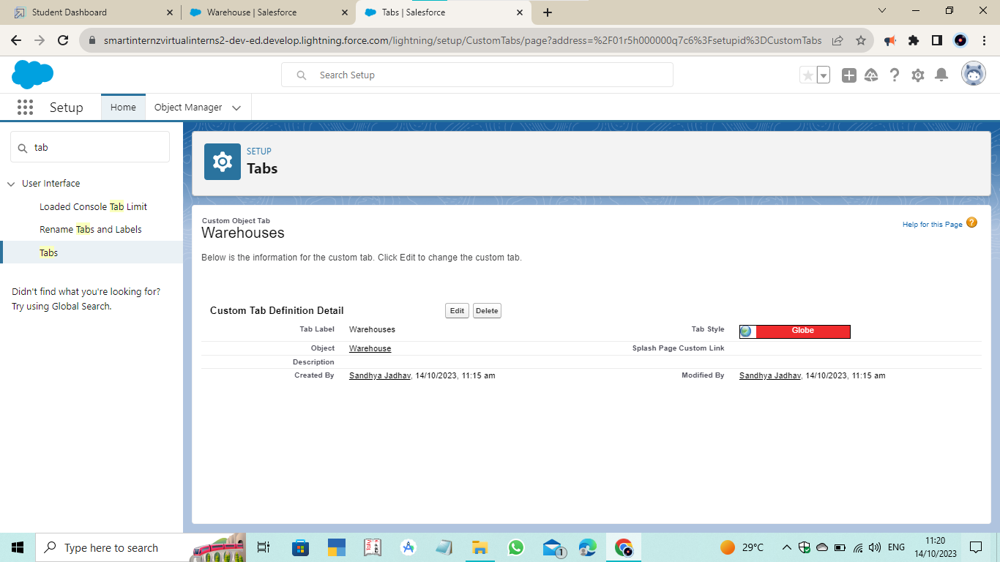 Student Dashboard
Warehouse | Salesforce
Tabs | Salesforce
smartinternzvirtualinterns2-dev-ed.develop.lightning.force.com/lightning/setup/CustomTabs/page?address=%2F01r5h000000q7c6%3Fsetupid%3DCustomTabs
Search Setup
Setup
Home
Object Manager
tab
User Interface
Loaded Console Tab Limit
Rename Tabs and Labels
Tabs
Didn't find what you're looking for?
Try using Global Search.
SETUP
Tabs
Custom Object Tab
Warehouses
Help for this Page
Below is the information for the custom tab. Click Edit to change the custom tab.
Custom Tab Definition Detail
Edit
Delete
Tab Label Warehouses
Tab Style Globe
Object Warehouse
Splash Page Custom Link
Description
Created By Sandhya Jadhav, 14/10/2023, 11:15 am
Modified By Sandhya Jadhav, 14/10/2023, 11:15 am
Type here to search
1
29°C
ENG
11:20
14/10/2023